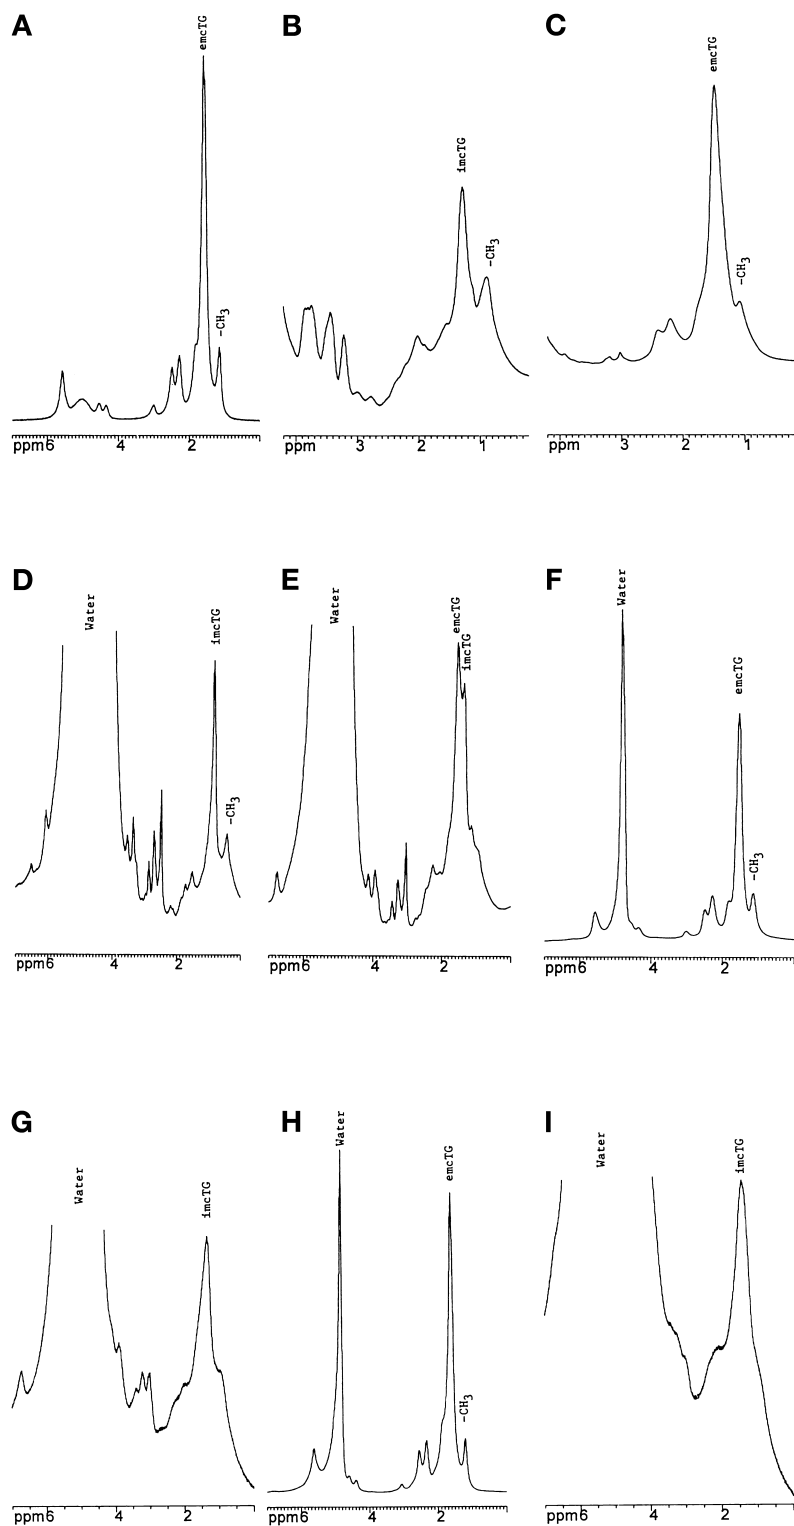 A
emcTG
-CH3
ppm6 4 2
B
imcTG
-CH3
ppm 3 2 1
C
emcTG
-CH3
ppm 3 2 1
D
Water
imcTG
-CH3
ppm6 4 2
E
Water
emcTG
imcTG
ppm6 4 2
F
Water
emcTG
-CH3
ppm6 4 2
G
Water
imcTG
ppm6 4 2
H
Water
emcTG
-CH3
ppm6 4 2
I
Water
imcTG
ppm6 4 2